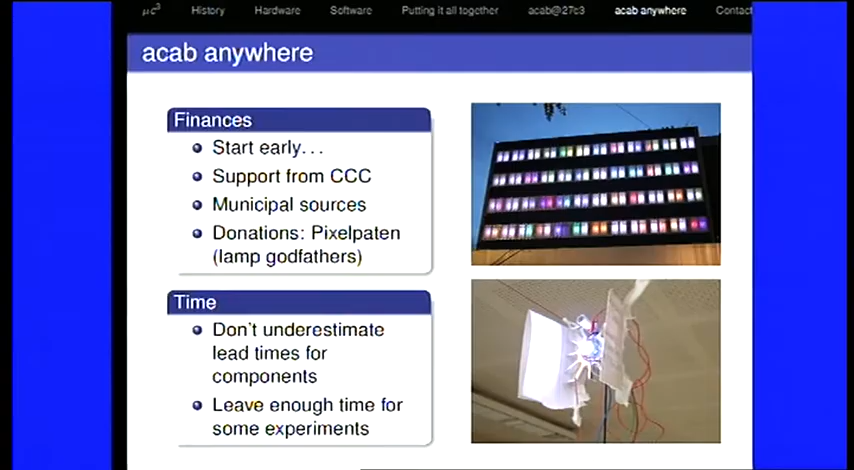 μc³ History Hardware Software Putting it all together acab@27c3 acab anywhere Contact
acab anywhere
Finances
Start early...
Support from CCC
Municipal sources
Donations: Pixelpaten
(lamp godfathers)
Time
Don't underestimate
lead times for
components
Leave enough time for
some experiments